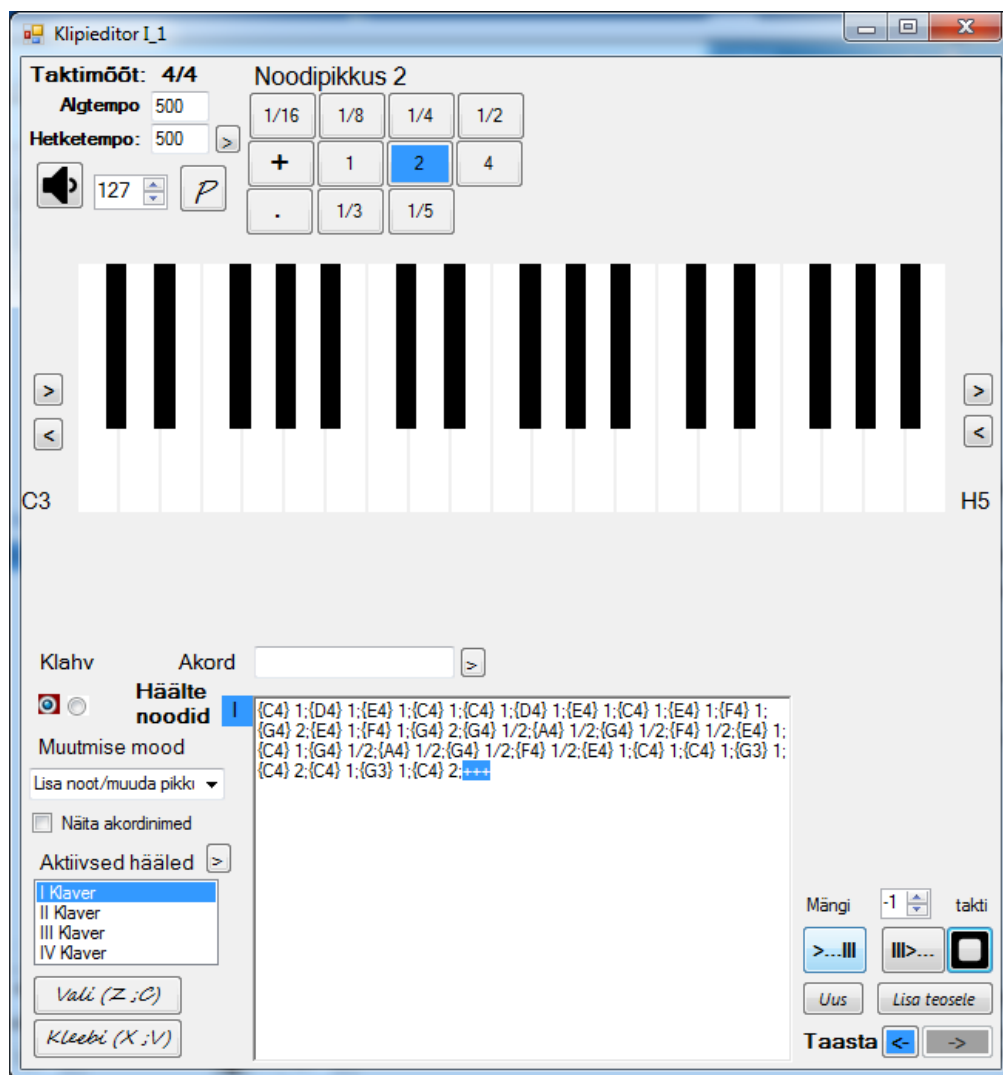 Klipieditor I_1
Taktimõõt: 4/4
Noodipikkus 2
Algtempo 500
Hetketempo: 500 >
127 P
1/16 1/8 1/4 1/2
+ 1 2 4
. 1/3 1/5
>
<
C3
>
<
H5
Klahv Akord >
Häälte
noodid I
{C4} 1;{D4} 1;{E4} 1;{C4} 1;{C4} 1;{D4} 1;{E4} 1;{C4} 1;{E4} 1;{F4} 1;
{G4} 2;{E4} 1;{F4} 1;{G4} 2;{G4} 1/2;{A4} 1/2;{G4} 1/2;{F4} 1/2;{E4} 1;
{C4} 1;{G4} 1/2;{A4} 1/2;{G4} 1/2;{F4} 1/2;{E4} 1;{C4} 1;{C4} 1;{G3} 1;
{C4} 2;{C4} 1;{G3} 1;{C4} 2;+++
Muutmise mood
Lisa noot/muuda pikkı
Näita akordinimed
Aktiivsed hääled >
I Klaver
II Klaver
III Klaver
IV Klaver
Vali (Z ;C)
Kleebi (X ;V)
Mängi -1 takti
>...III III>...
Uus Lisa teosele
Taasta <- ->